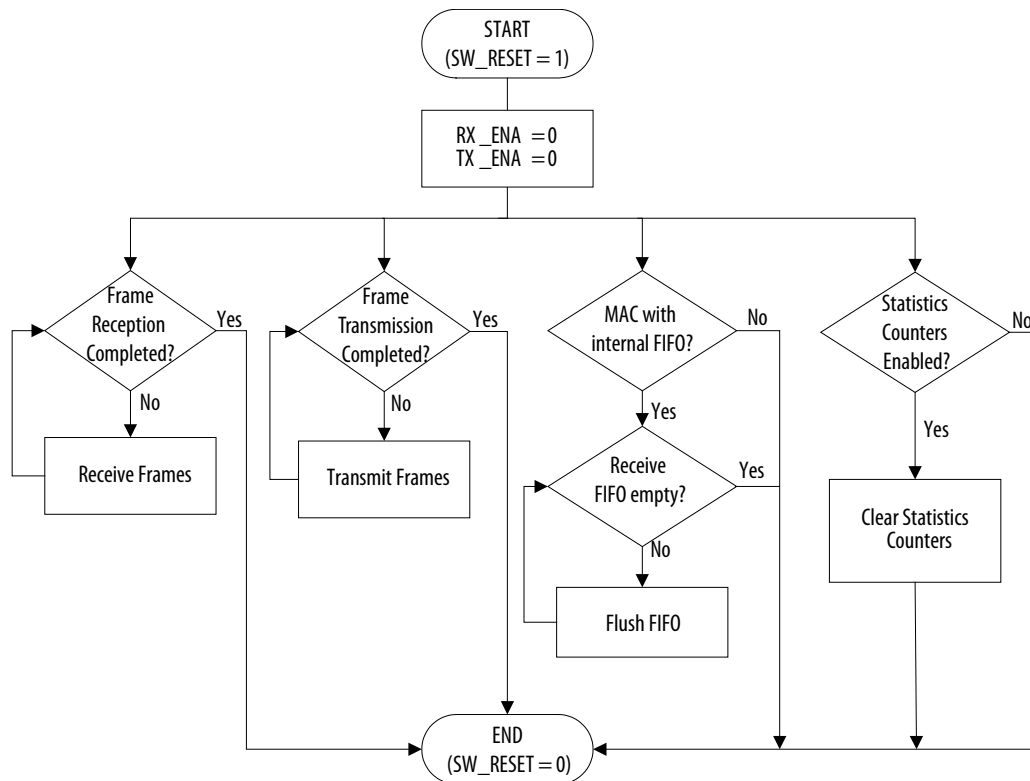 START
(SW_RESET = 1)
RX _ENA = 0
TX _ENA = 0
Frame
Reception
Completed?
Yes
No
Receive Frames
Frame
Transmission
Completed?
Yes
No
Transmit Frames
MAC with
internal FIFO?
No
Yes
Receive
FIFO empty?
Yes
No
Flush FIFO
Statistics
Counters
Enabled?
No
Yes
Clear Statistics
Counters
END
(SW_RESET = 0)